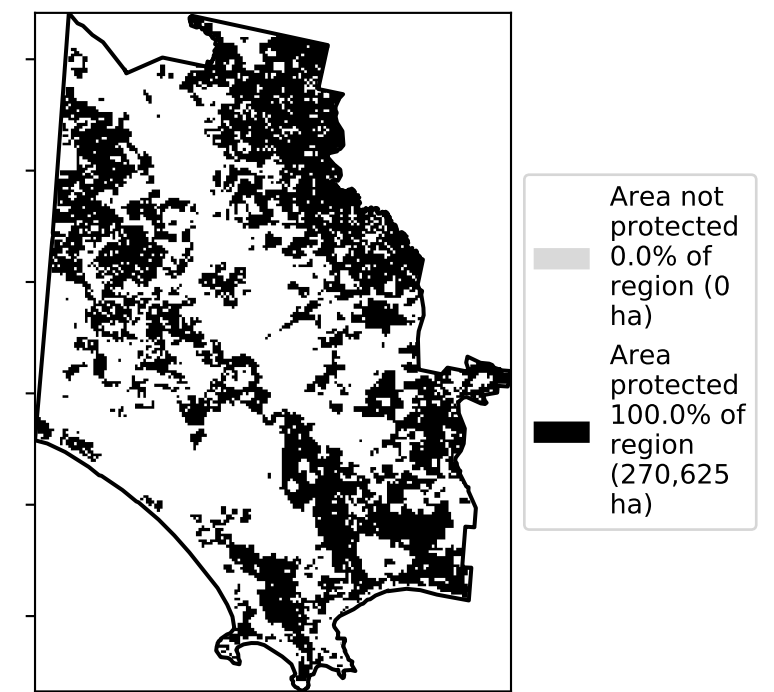 Area not
protected
0.0% of
region (0
ha)
Area
protected
100.0% of
region
(270,625
ha)